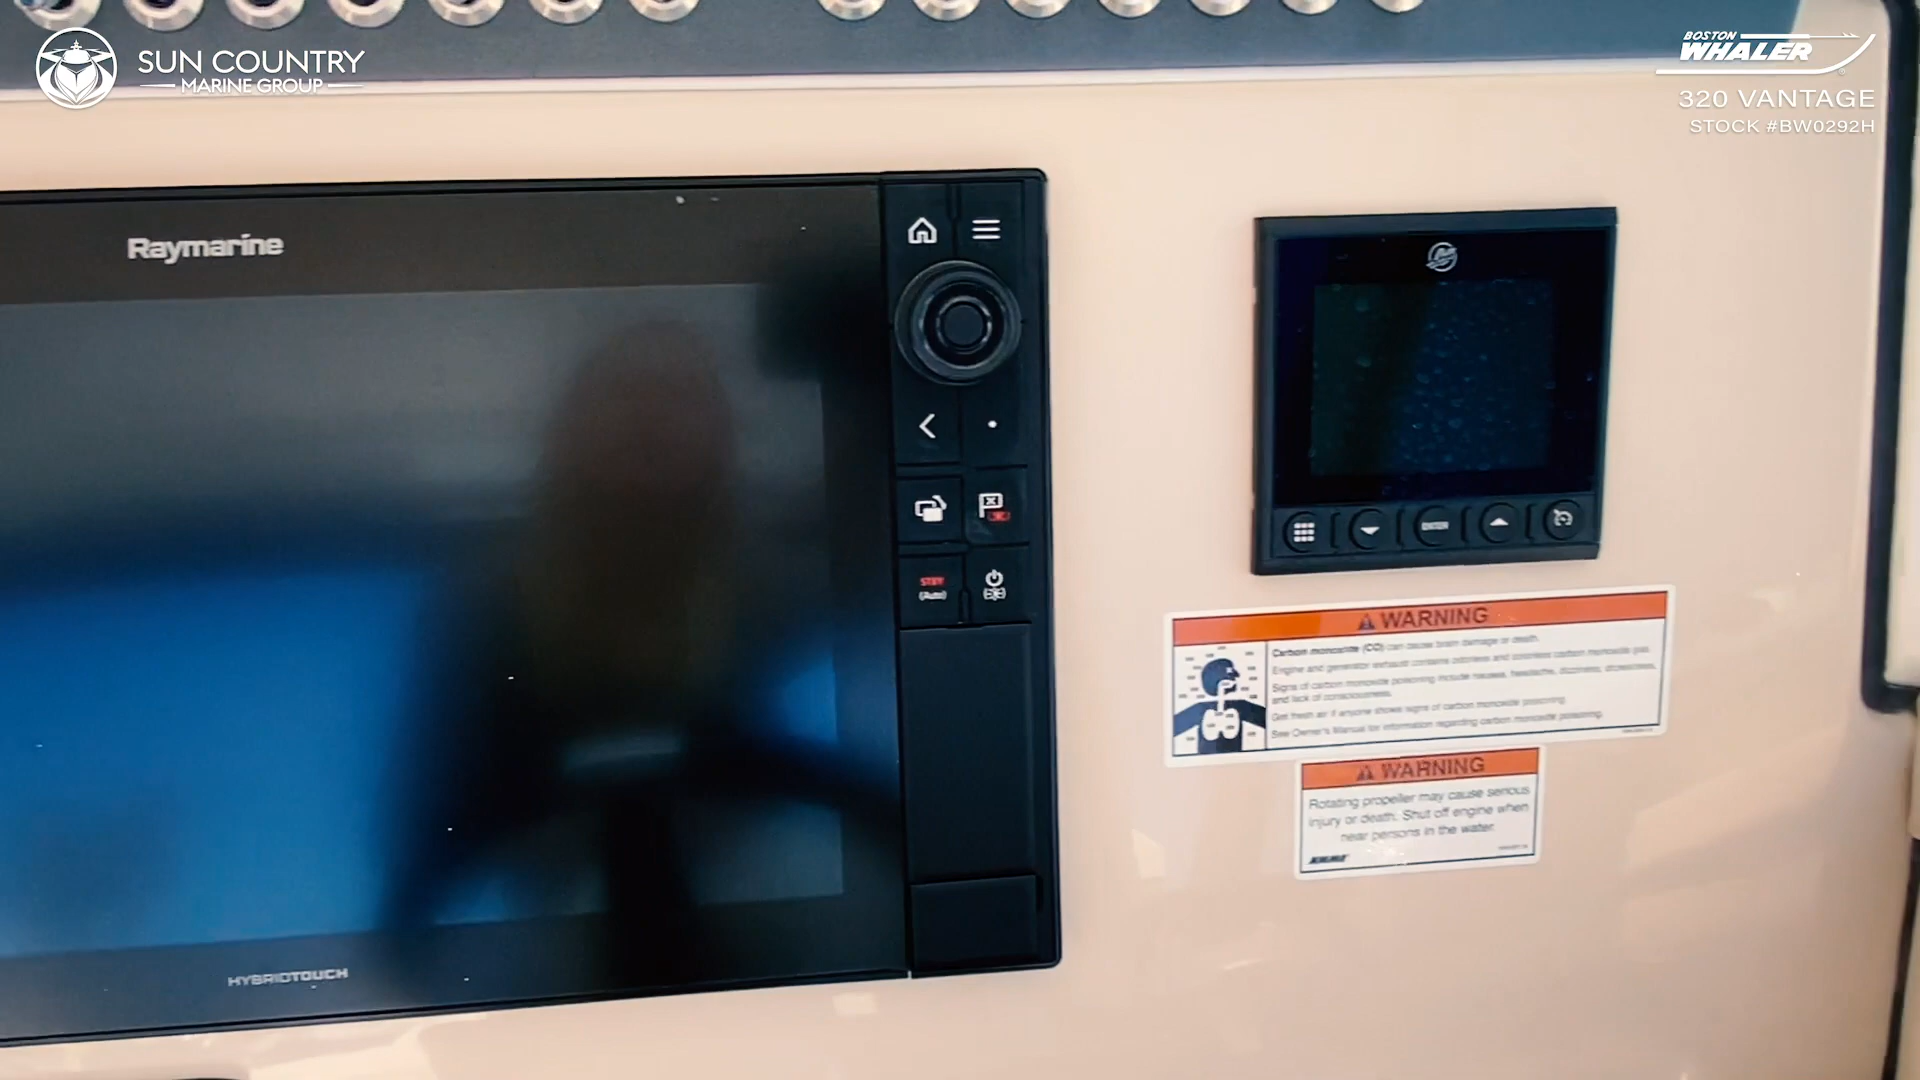 SUN COUNTRY
MARINE GROUP
BOSTON
WHALER
320 VANTAGE
STOCK #BW0292H
Raymarine
STBY
(Auto)
HYBRIDTOUCH
ENTER
WARNING
Carbon monoxide (CO) can cause brain damage or death.
Engine and generator exhaust contains odorless and colorless carbon monoxide gas.
Signs of carbon monoxide poisoning include nausea, headache, dizziness, drowsiness,
and lack of consciousness.
Get fresh air if anyone shows signs of carbon monoxide poisoning.
See Owner's Manual for information regarding carbon monoxide poisoning.
WARNING
Rotating propeller may cause serious
injury or death. Shut off engine when
near persons in the water.